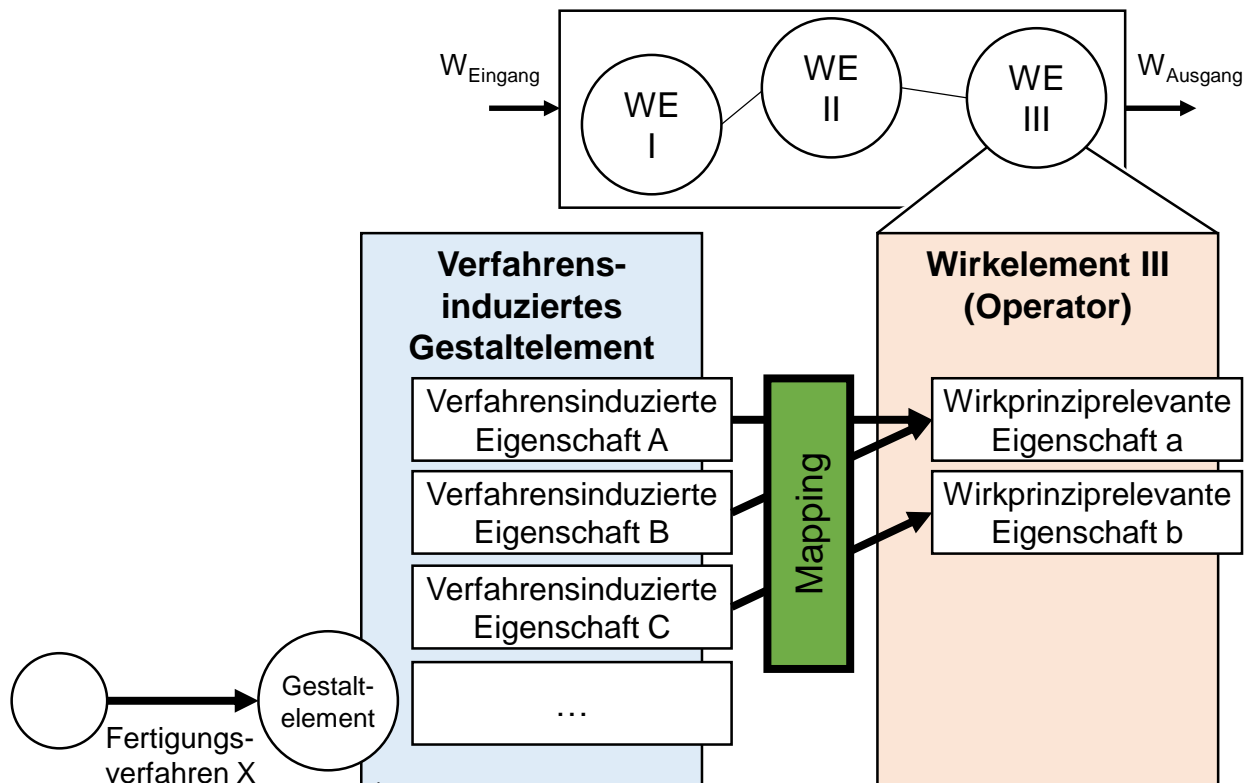 W_Eingang
WE
I
WE
II
WE
III
W_Ausgang
Verfahrens-
induziertes
Gestaltelement
Wirkelement III
(Operator)
Verfahrensinduzierte
Eigenschaft A
Verfahrensinduzierte
Eigenschaft B
Verfahrensinduzierte
Eigenschaft C
…
Mapping
Wirkprinziprelevante
Eigenschaft a
Wirkprinziprelevante
Eigenschaft b
Gestalt-
element
Fertigungs-
verfahren X